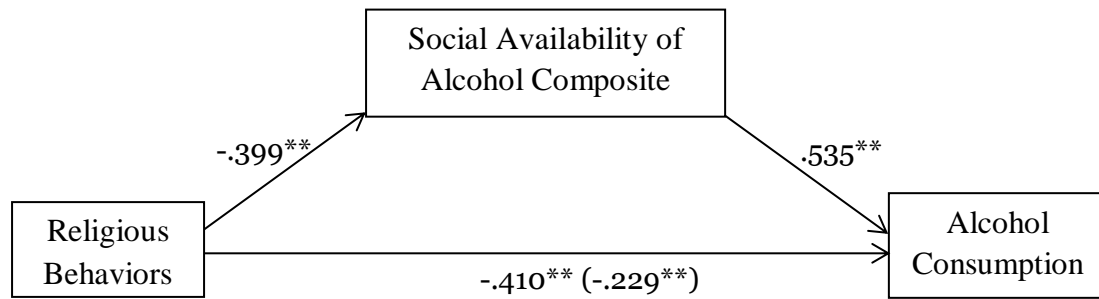 Social Availability of
Alcohol Composite
-.399**
.535**
Religious
Behaviors
Alcohol
Consumption
-.410** (-.229**)